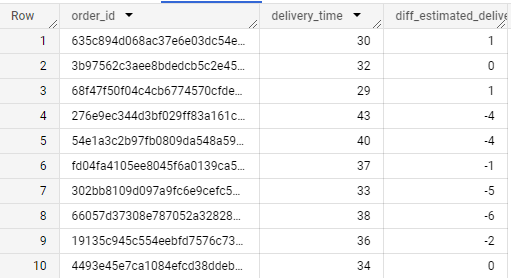 Row order_id delivery_time diff_estimated_delive
1 635c894d068ac37e6e03dc54e... 30 1
2 3b97562c3aee8bdedcb5c2e45... 32 0
3 68f47f50f04c4cb6774570cfde... 29 1
4 276e9ec344d3bf029ff83a161c... 43 -4
5 54e1a3c2b97fb0809da548a59... 40 -4
6 fd04fa4105ee8045f6a0139ca5... 37 -1
7 302bb8109d097a9fc6e9cefc5... 33 -5
8 66057d37308e787052a32828... 38 -6
9 19135c945c554eebfd7576c73... 36 -2
10 4493e45e7ca1084efcd38ddeb... 34 0